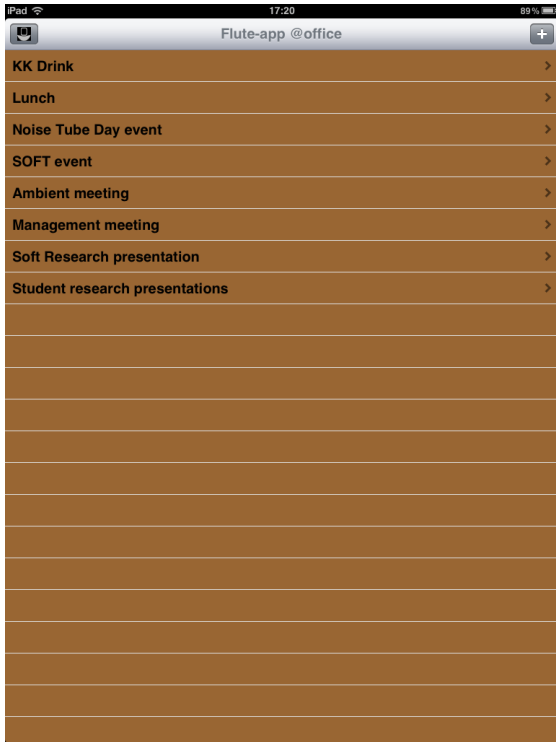 iPad 17:20 89%
Flute-app @office
+
KK Drink
Lunch
Noise Tube Day event
SOFT event
Ambient meeting
Management meeting
Soft Research presentation
Student research presentations